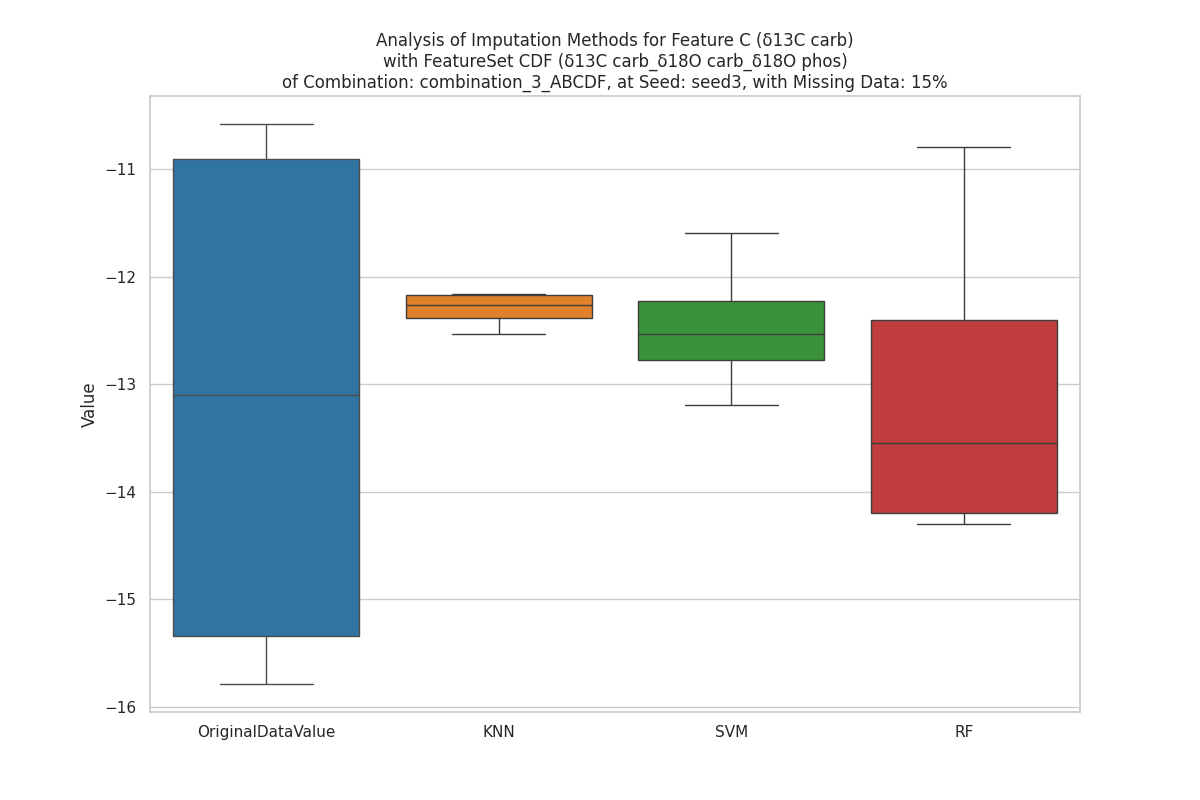 Analysis of Imputation Methods for Feature C (δ13C carb)
with FeatureSet CDF (δ13C carb_δ18O carb_δ18O phos)
of Combination: combination_3_ABCDF, at Seed: seed3, with Missing Data: 15%
Value
−11
−12
−13
−14
−15
−16
OriginalDataValue
KNN
SVM
RF